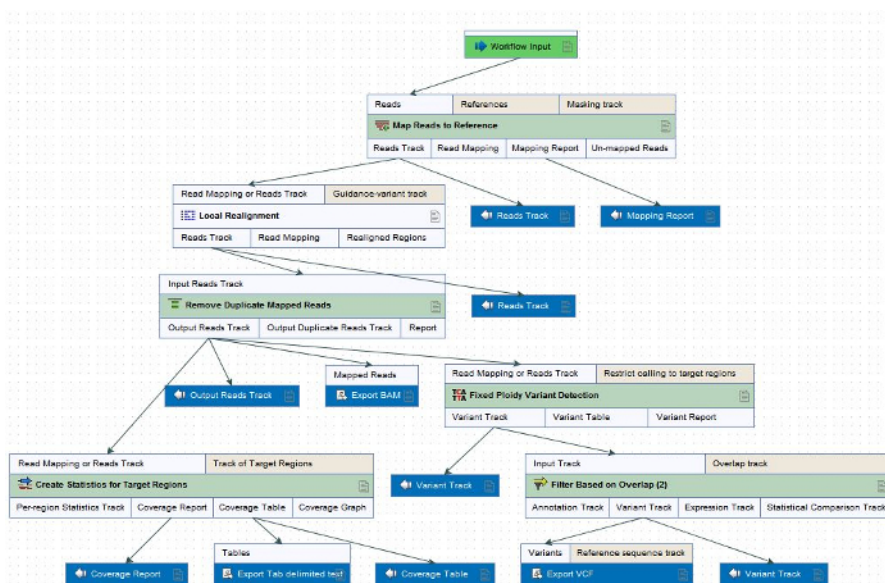 Workflow Input
Reads References Masking track
Map Reads to Reference
Reads Track Read Mapping Mapping Report Un-mapped Reads
Read Mapping or Reads Track Guidance-variant track
Local Realignment
Reads Track Read Mapping Realigned Regions
Reads Track
Mapping Report
Input Reads Track
Remove Duplicate Mapped Reads
Output Reads Track Output Duplicate Reads Track Report
Reads Track
Output Reads Track
Mapped Reads
Export BAM
Read Mapping or Reads Track Restrict calling to target regions
Fixed Ploidy Variant Detection
Variant Track Variant Table Variant Report
Read Mapping or Reads Track Track of Target Regions
Create Statistics for Target Regions
Per-region Statistics Track Coverage Report Coverage Table Coverage Graph
Variant Track
Input Track Overlap track
Filter Based on Overlap (2)
Annotation Track Variant Track Expression Track Statistical Comparison Track
Coverage Report
Tables
Export Tab delimited text
Coverage Table
Variants Reference sequence track
Export VCF
Variant Track